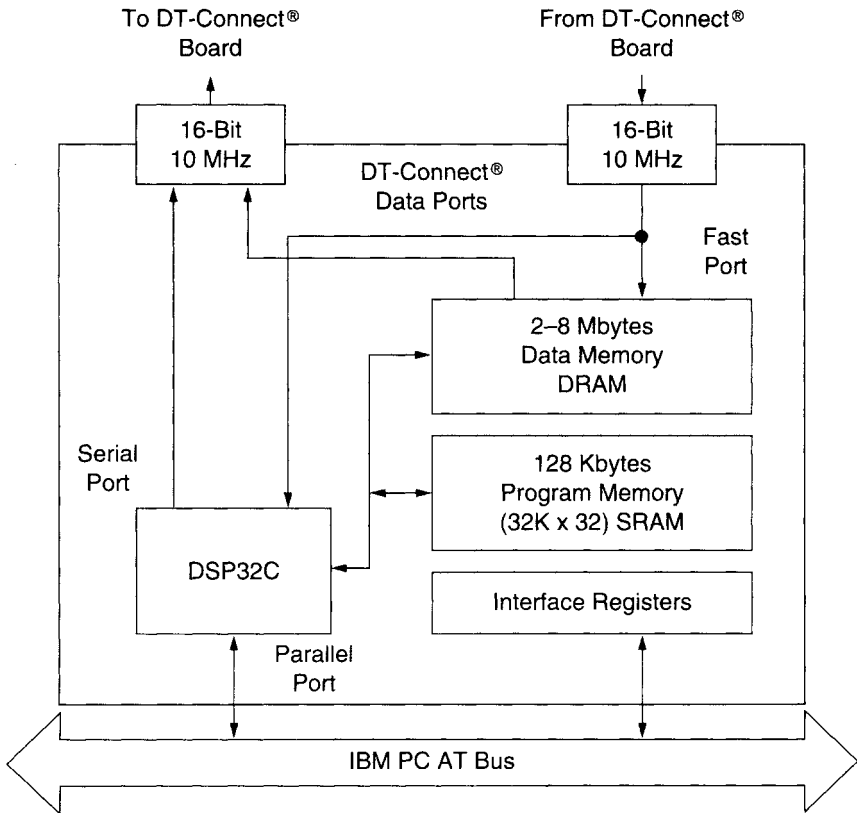 To DT-Connect®
Board
From DT-Connect®
Board
16-Bit
10 MHz
16-Bit
10 MHz
DT-Connect®
Data Ports
Fast
Port
2–8 Mbytes
Data Memory
DRAM
Serial
Port
128 Kbytes
Program Memory
(32K x 32) SRAM
DSP32C
Interface Registers
Parallel
Port
IBM PC AT Bus